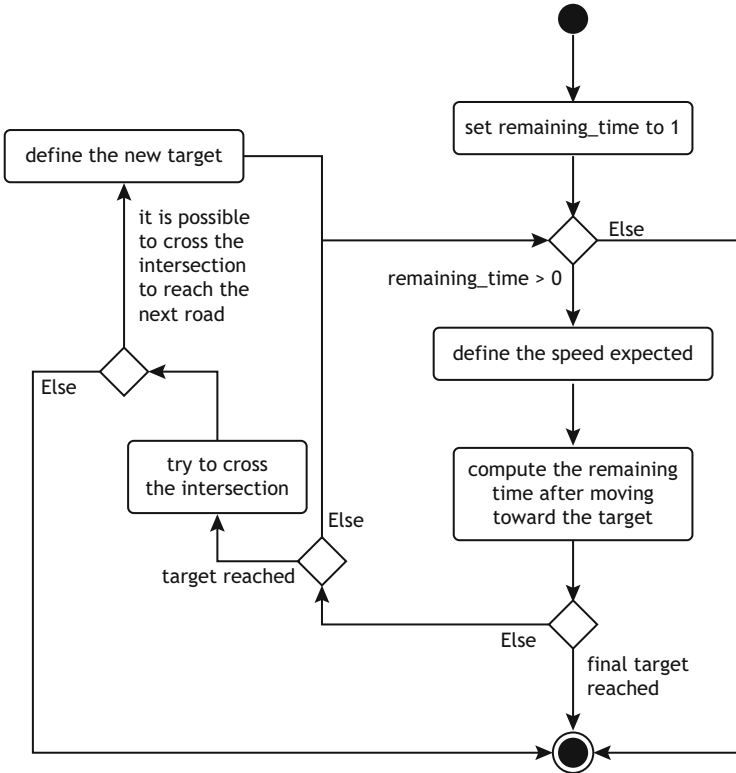 set remaining_time to 1
define the new target
it is possible
to cross the
intersection
to reach the
next road
Else
remaining_time > 0
define the speed expected
Else
try to cross
the intersection
compute the remaining
time after moving
toward the target
Else
target reached
Else
final target
reached